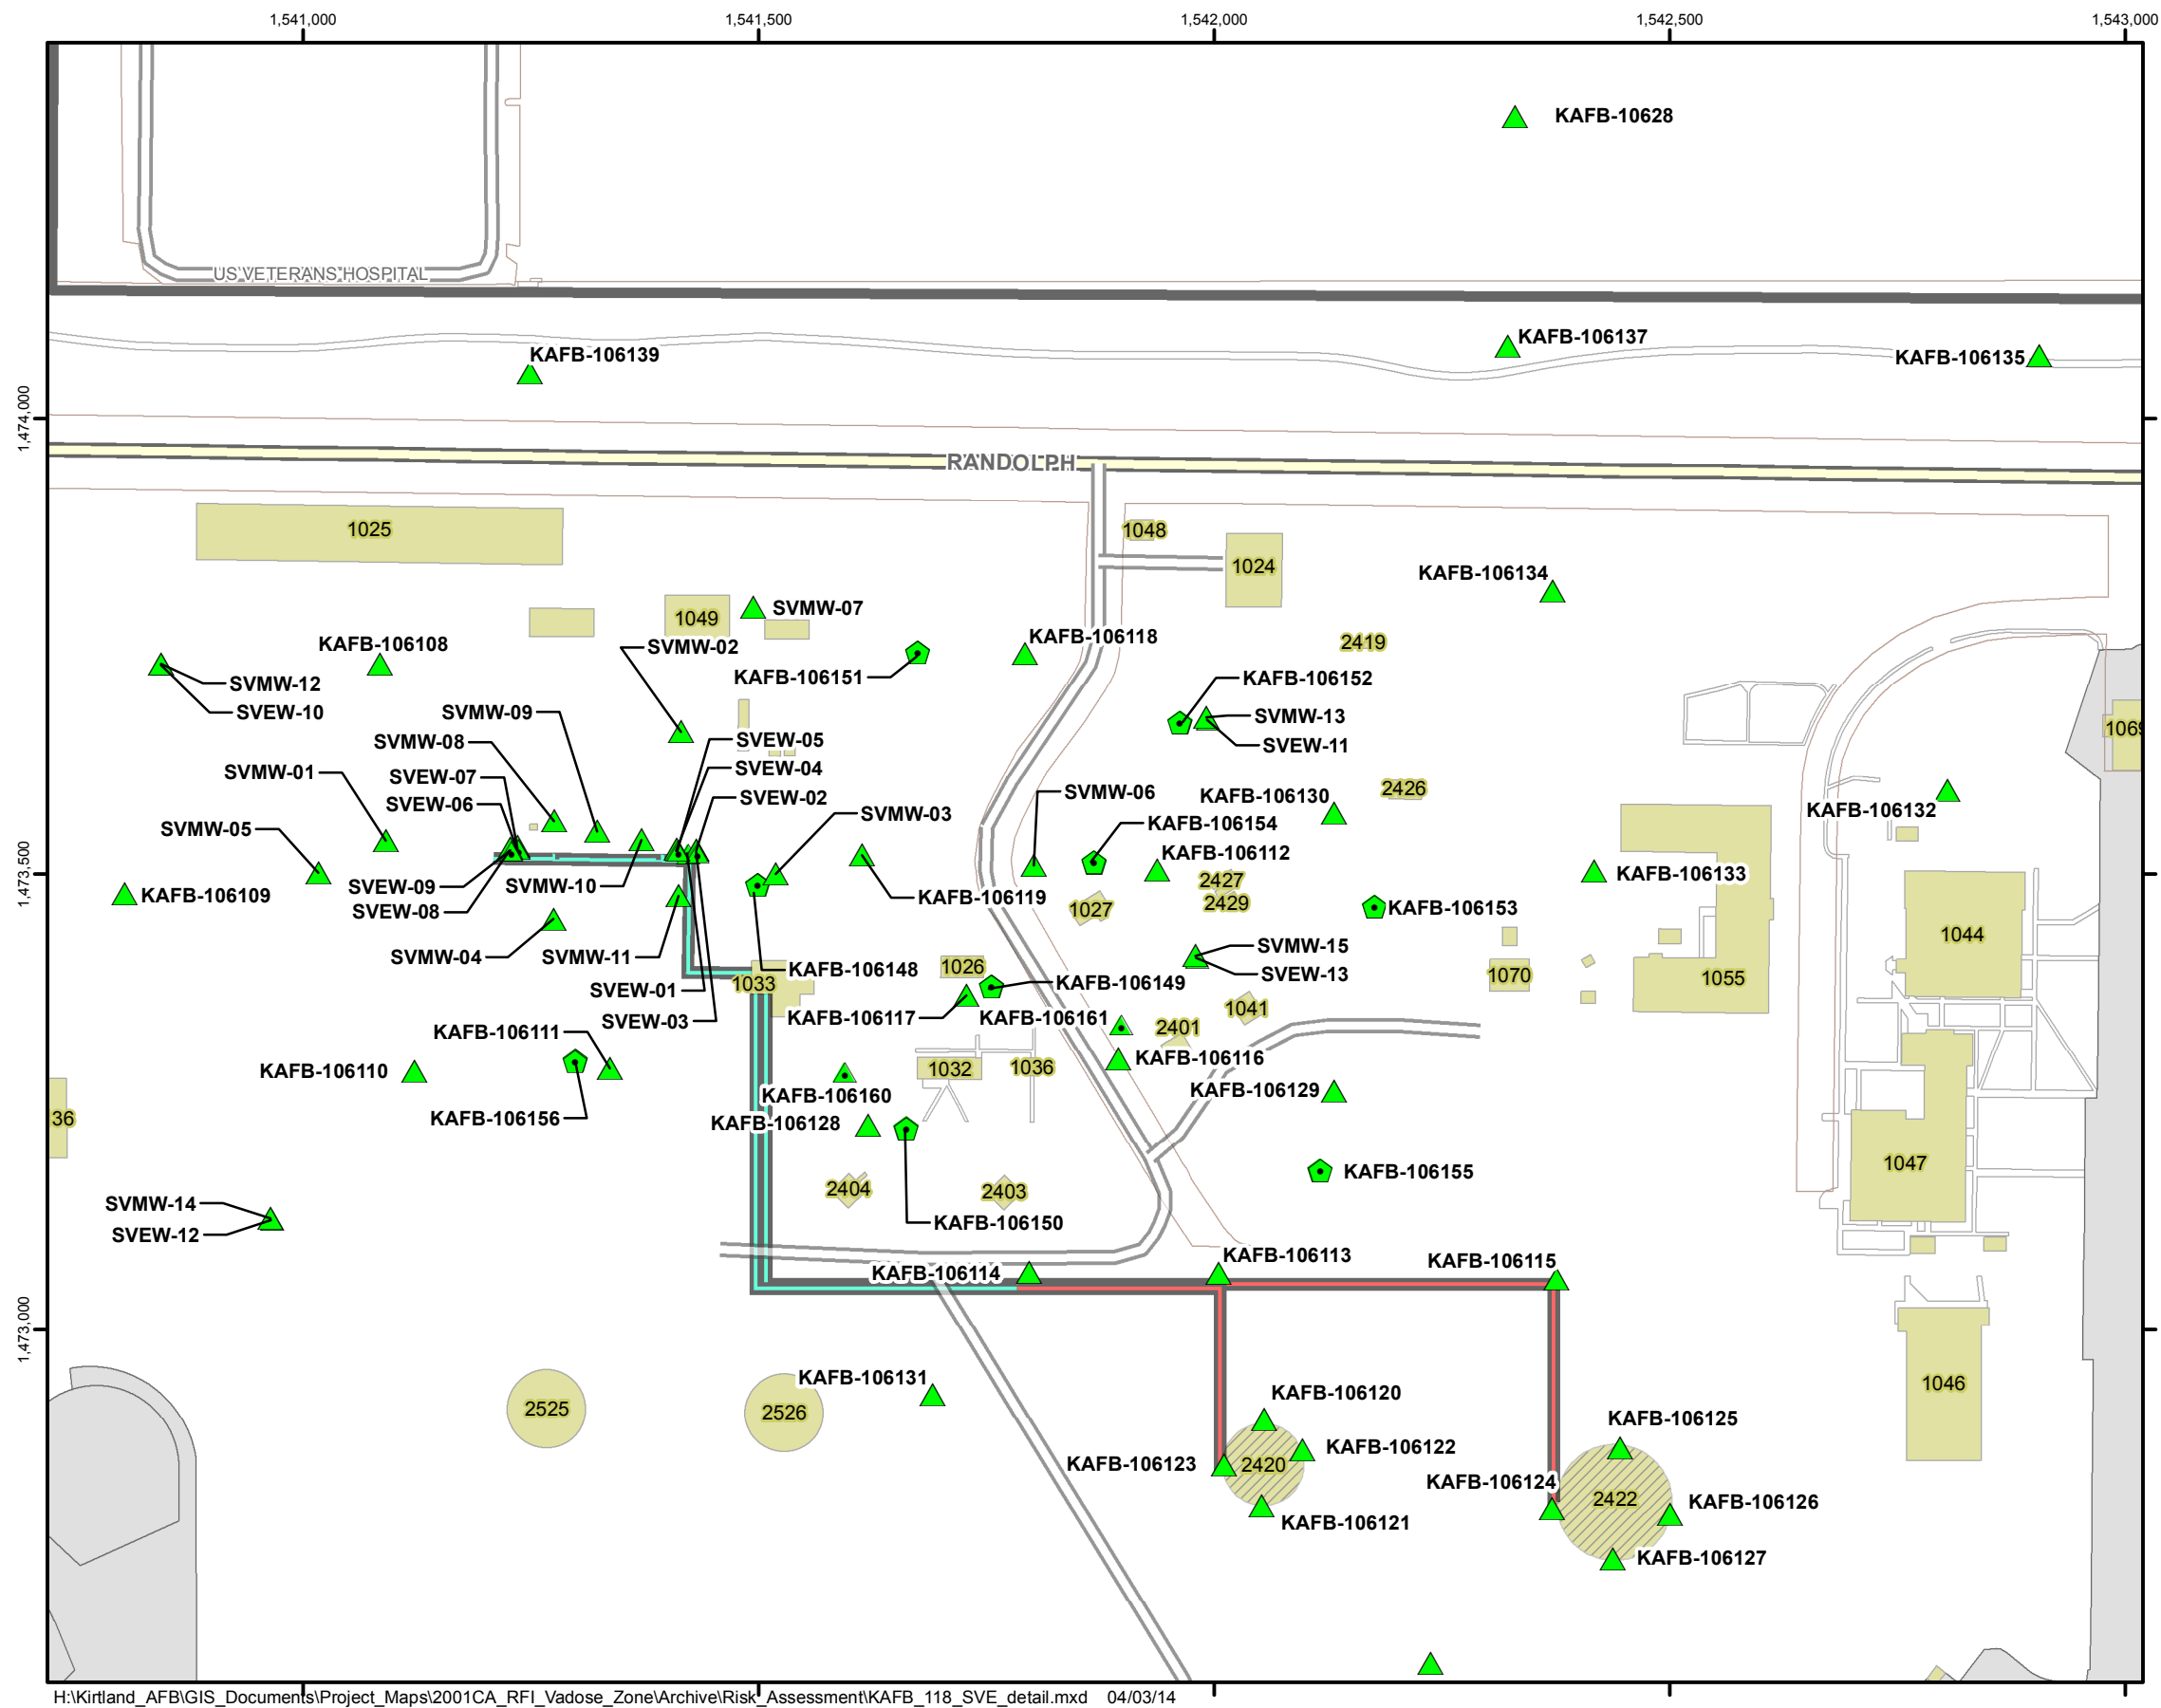 1,541,000
1,541,500
1,542,000
1,542,500
1,543,000
KAFB-10628
US VETERANS HOSPITAL
KAFB-106137
KAFB-106139
KAFB-106135
1,474,000
RANDOLPH
1025
1048
1024
KAFB-106134
1049
SVMW-07
KAFB-106108
SVMW-02
KAFB-106118
2419
KAFB-106151
KAFB-106152
SVMW-12
SVEW-10
SVMW-09
SVMW-13
SVEW-11
1069
SVMW-08
SVEW-05
SVMW-01
SVEW-07
SVEW-04
SVEW-06
SVEW-02
SVMW-06
KAFB-106130
2426
KAFB-106132
SVMW-05
SVMW-03
KAFB-106154
KAFB-106112
1,473,500
SVEW-09
SVMW-10
2427
KAFB-106133
KAFB-106109
KAFB-106119
2429
SVEW-08
1027
KAFB-106153
SVMW-04
SVMW-11
SVMW-15
1044
KAFB-106148
1026
SVEW-13
1070
1055
1033
KAFB-106149
SVEW-01
1041
SVEW-03
KAFB-106117
KAFB-106161
2401
KAFB-106111
KAFB-106116
KAFB-106110
1032
1036
KAFB-106160
KAFB-106129
36
KAFB-106156
KAFB-106128
1047
KAFB-106155
2404
2403
SVMW-14
SVEW-12
KAFB-106150
KAFB-106113
KAFB-106115
KAFB-106114
1,473,000
KAFB-106131
1046
KAFB-106120
2525
2526
KAFB-106125
KAFB-106122
KAFB-106123
2420
KAFB-106124
2422
KAFB-106126
KAFB-106121
KAFB-106127
H:\Kirtland_AFB\GIS_Documents\Project_Maps\2001CA_RFI_Vadose_Zone\Archive\Risk_Assessment\KAFB_118_SVE_detail.mxd 04/03/14